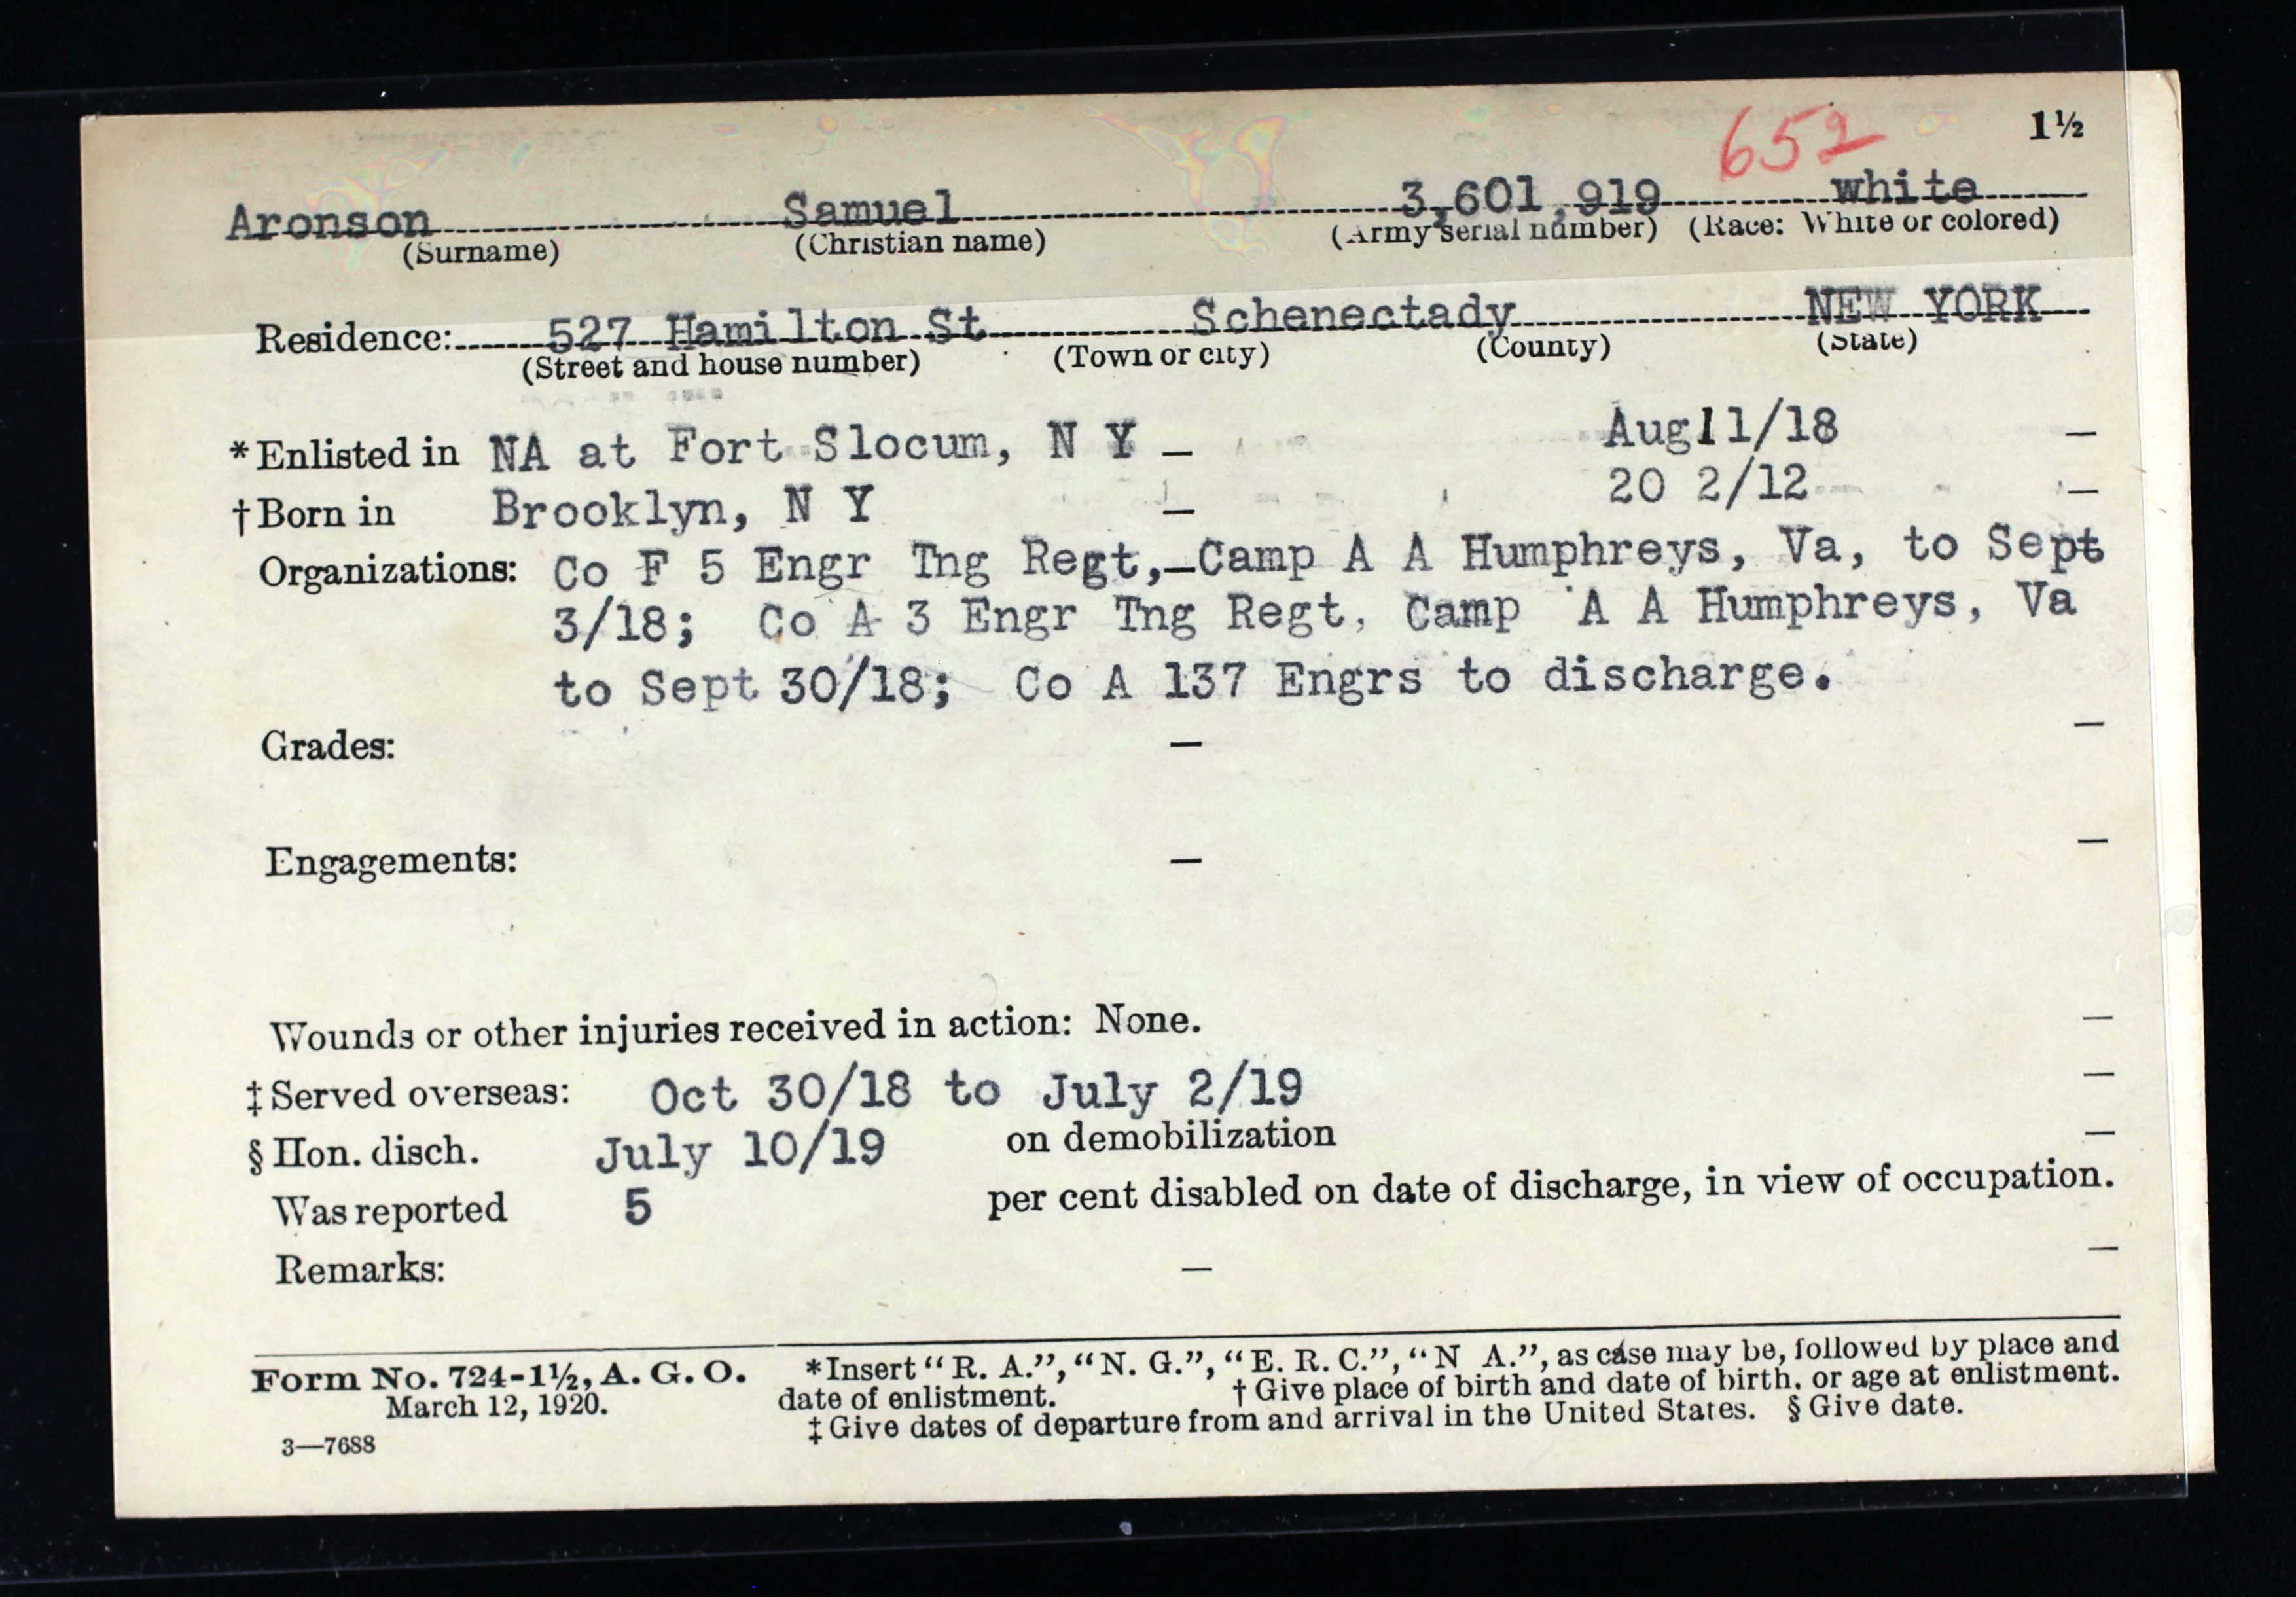 652 1½
Aronson Samuel 3,601,919 white
(Surname) (Christian name) (Army serial number) (Race: White or colored)
Residence: 527 Hamilton St Schenectady NEW YORK
(Street and house number) (Town or city) (County) (State)
*Enlisted in NA at Fort Slocum, N Y — Aug 11/18 —
†Born in Brooklyn, N Y — 20 2/12 —
Organizations: Co F 5 Engr Tng Regt,—Camp A A Humphreys, Va, to Sept
3/18; Co A 3 Engr Tng Regt, Camp A A Humphreys, Va
to Sept 30/18; Co A 137 Engrs to discharge.
Grades: — —
Engagements: — —
Wounds or other injuries received in action: None. —
‡Served overseas: Oct 30/18 to July 2/19 —
§Hon. disch. July 10/19 on demobilization —
Was reported 5 per cent disabled on date of discharge, in view of occupation.
Remarks: — —
Form No. 724-1½, A. G. O. *Insert “R. A.”, “N. G.”, “E. R. C.”, “N A.”, as case may be, followed by place and
March 12, 1920. date of enlistment. †Give place of birth and date of birth, or age at enlistment.
‡Give dates of departure from and arrival in the United States. §Give date.
3—7688